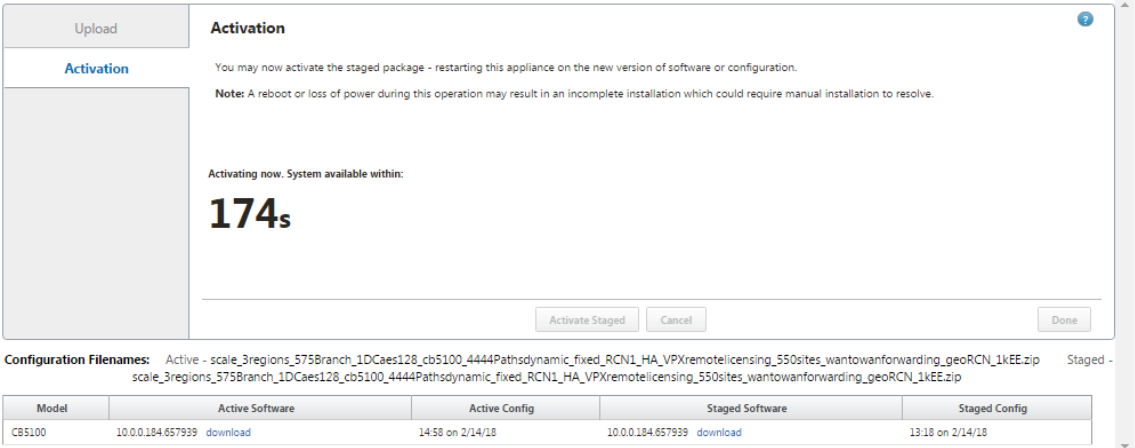 Upload
Activation
Activation
?
You may now activate the staged package - restarting this appliance on the new version of software or configuration.
Note: A reboot or loss of power during this operation may result in an incomplete installation which could require manual installation to resolve.
Activating now. System available within:
174s
Activate Staged Cancel Done
Configuration Filenames: Active - scale_3regions_575Branch_1DCaes128_cb5100_4444Pathsdynamic_fixed_RCN1_HA_VPXremotelicensing_550sites_wantowanforwarding_geoRCN_1kEE.zip Staged -
scale_3regions_575Branch_1DCaes128_cb5100_4444Pathsdynamic_fixed_RCN1_HA_VPXremotelicensing_550sites_wantowanforwarding_geoRCN_1kEE.zip
Model Active Software Active Config Staged Software Staged Config
CB5100 10.0.0.184.657939 download 14:58 on 2/14/18 10.0.0.184.657939 download 13:18 on 2/14/18